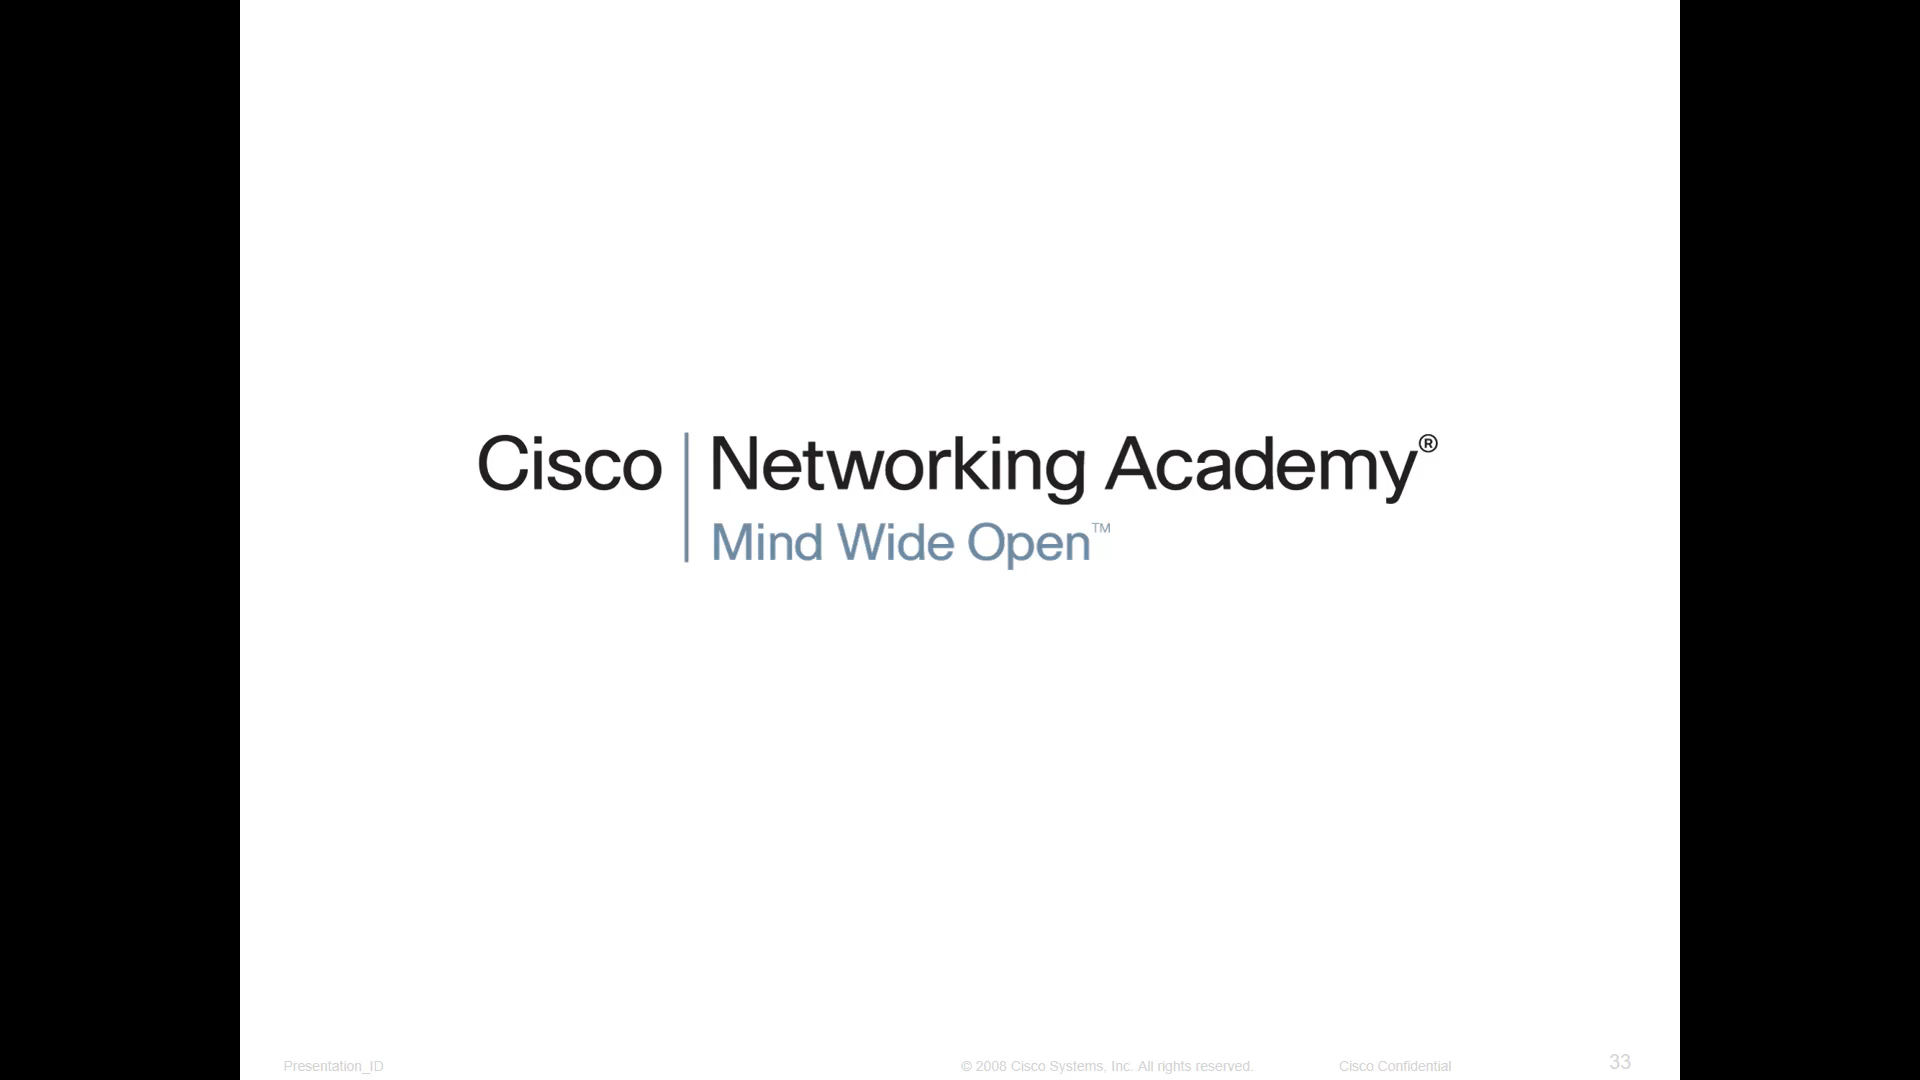 Cisco Networking Academy®
Mind Wide Open™
Presentation_ID © 2008 Cisco Systems, Inc. All rights reserved. Cisco Confidential 33